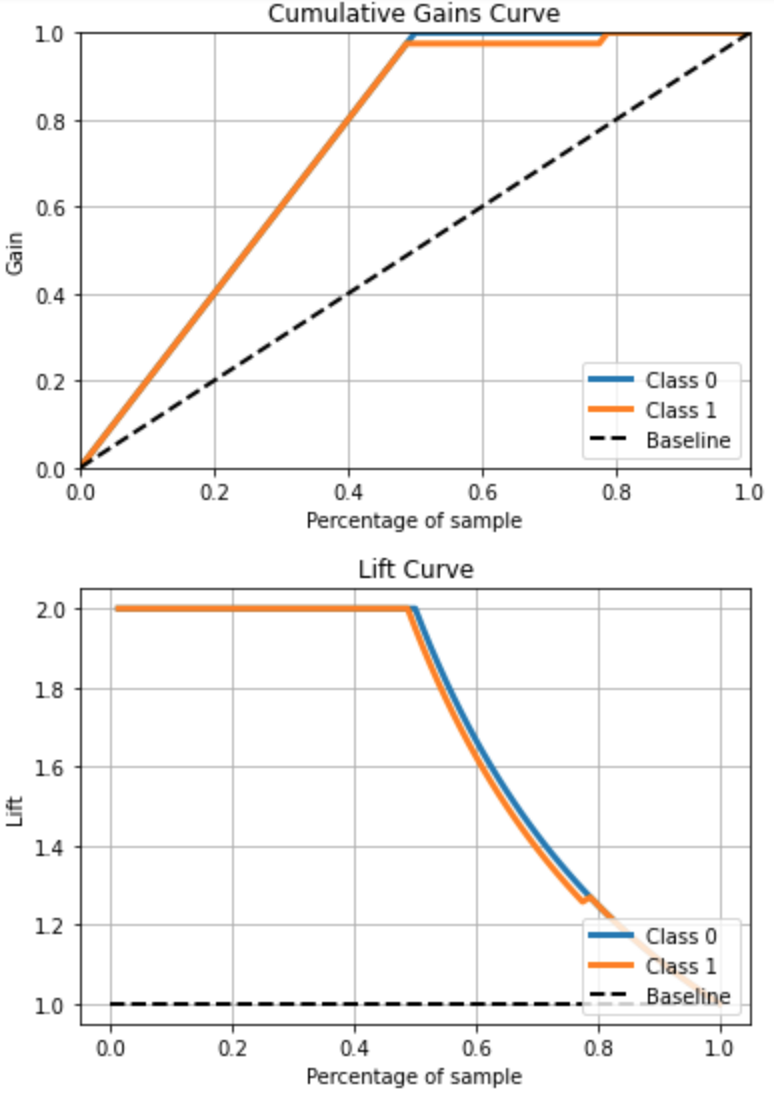 Cumulative Gains Curve
1.0
0.8
0.6
0.4
0.2
0.0
Gain
Class 0
Class 1
Baseline
0.0 0.2 0.4 0.6 0.8 1.0
Percentage of sample
Lift Curve
2.0
1.8
1.6
1.4
1.2
1.0
Lift
Class 0
Class 1
Baseline
0.0 0.2 0.4 0.6 0.8 1.0
Percentage of sample